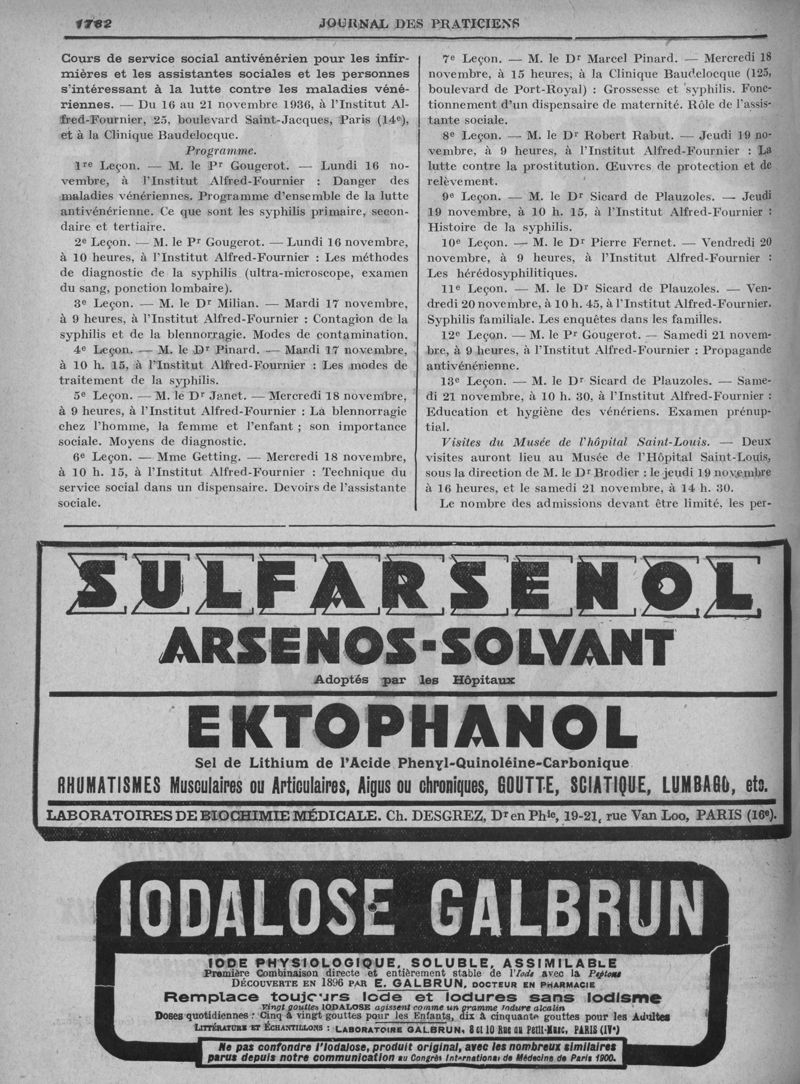 1762
JOURNAL DES PRATICIENS
Cours de service social antivénérien pour les infir-
mières et les assistantes sociales et les personnes
s'intéressant à la lutte contre les maladies véné-
riennes. — Du 16 au 21 novembre 1936, à l'Institut Al-
fred-Fournier, 25, boulevard Saint-Jacques, Paris (14e),
et à la Clinique Baudelocque.
Programme.
1re Leçon. — M. le Pr Gougerot. — Lundi 16 no-
vembre, à l'Institut Alfred-Fournier : Danger des
maladies vénériennes. Programme d'ensemble de la lutte
antivénérienne. Ce que sont les syphilis primaire, secon-
daire et tertiaire.
2e Leçon. — M. le Pr Gougerot. — Lundi 16 novembre,
à 10 heures, à l'Institut Alfred-Fournier : Les méthodes
de diagnostic de la syphilis (ultra-microscope, examen
du sang, ponction lombaire).
3e Leçon. — M. le Dr Milian. — Mardi 17 novembre,
à 9 heures, à l'Institut Alfred-Fournier : Contagion de la
syphilis et de la blennorragie. Modes de contamination.
4e Leçon. — M. le Dr Pinard. — Mardi 17 novembre,
à 10 h. 15, à l'Institut Alfred-Fournier : Les modes de
traitement de la syphilis.
5e Leçon. — M. le Dr Janet. — Mercredi 18 novembre,
à 9 heures, à l'Institut Alfred-Fournier : La blennorragie
chez l'homme, la femme et l'enfant ; son importance
sociale. Moyens de diagnostic.
6e Leçon. — Mme Getting. — Mercredi 18 novembre,
à 10 h. 15, à l'Institut Alfred-Fournier : Technique du
service social dans un dispensaire. Devoirs de l'assistante
sociale.
7e Leçon. — M. le Dr Marcel Pinard. — Mercredi 18
novembre, à 15 heures, à la Clinique Baudelocque (125,
boulevard de Port-Royal) : Grossesse et syphilis. Fonc-
tionnement d'un dispensaire de maternité. Rôle de l'assis-
tante sociale.
8e Leçon. — M. le Dr Robert Rabut. — Jeudi 19 no-
vembre, à 9 heures, à l'Institut Alfred-Fournier : La
lutte contre la prostitution. Œuvres de protection et de
relèvement.
9e Leçon. — M. le Dr Sicard de Plauzoles. — Jeudi
19 novembre, à 10 h. 15, à l'Institut Alfred-Fournier :
Histoire de la syphilis.
10e Leçon. — M. le Dr Pierre Fernet. — Vendredi 20
novembre, à 9 heures, à l'Institut Alfred-Fournier :
Les hérédosyphilitiques.
11e Leçon. — M. le Dr Sicard de Plauzoles. — Ven-
dredi 20 novembre, à 10 h. 45, à l'Institut Alfred-Fournier.
Syphilis familiale. Les enquêtes dans les familles.
12e Leçon. — M. le Pr Gougerot. — Samedi 21 novem-
bre, à 9 heures, à l'Institut Alfred-Fournier : Propagande
antivénérienne.
13e Leçon. — M. le Dr Sicard de Plauzoles. — Same-
di 21 novembre, à 10 h. 30, à l'Institut Alfred-Fournier :
Education et hygiène des vénériens. Examen prénup-
tial.
Visites du Musée de l'hôpital Saint-Louis. — Deux
visites auront lieu au Musée de l'Hôpital Saint-Louis,
sous la direction de M. le Dr Brodier : le jeudi 19 novembre
à 16 heures, et le samedi 21 novembre, à 14 h. 30.
Le nombre des admissions devant être limité, les per-
SULFARSENOL
ARSENOS-SOLVANT
Adoptés par les Hôpitaux
EKTOPHANOL
Sel de Lithium de l'Acide Phenyl-Quinoléine-Carbonique
RHUMATISMES Musculaires ou Articulaires, Aigus ou chroniques, GOUTTE, SCIATIQUE, LUMBAGO, etc.
LABORATOIRES DE BIOCHIMIE MÉDICALE. Ch. DESGREZ, Dr en Phie, 19-21, rue Van Loo, PARIS (16e).
IODALOSE GALBRUN
IODE PHYSIOLOGIQUE, SOLUBLE, ASSIMILABLE
Première Combinaison directe et entièrement stable de l'Iode avec la Peptone
DÉCOUVERTE EN 1896 PAR E. GALBRUN, DOCTEUR EN PHARMACIE
Remplace toujours Iode et Iodures sans Iodisme
Vingt gouttes IODALOSE agissent comme un gramme Iodure alcalin
Doses quotidiennes : Cinq à vingt gouttes pour les Enfants, dix à cinquante gouttes pour les Adultes
LITTÉRATURE ET ÉCHANTILLONS : LABORATOIRE GALBRUN, 8 et 10 Rue du Petit-Musc, PARIS (IVe)
Ne pas confondre l'Iodalose, produit original, avec les nombreux similaires
parus depuis notre communication au Congrès International de Médecine de Paris 1900.